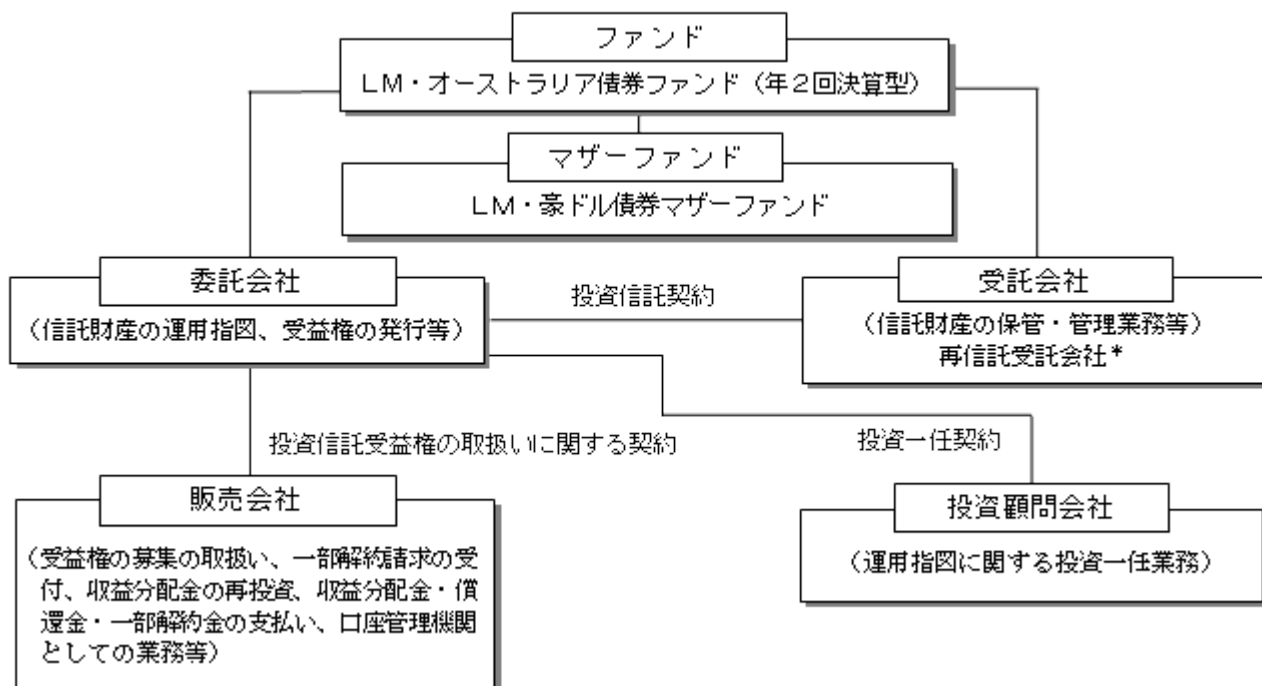 ファンド
LM・オーストラリア債券ファンド（年2回決算型）
マザーファンド
LM・豪ドル債券マザーファンド
委託会社
（信託財産の運用指図、受益権の発行等）
投資信託契約
受託会社
（信託財産の保管・管理業務等）
再信託受託会社*
投資信託受益権の取扱いに関する契約
投資一任契約
販売会社
（受益権の募集の取扱い、一部解約請求の受
付、収益分配金の再投資、収益分配金・償
還金・一部解約金の支払い、口座管理機関
としての業務等）
投資顧問会社
（運用指図に関する投資一任業務）